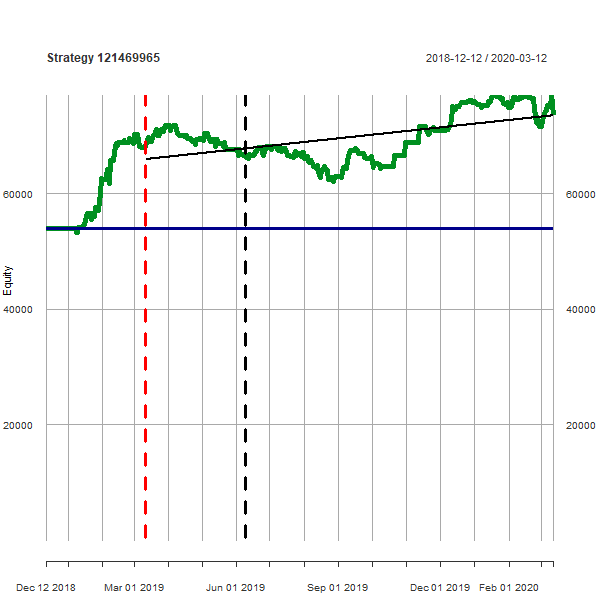 Strategy 121469965
2018-12-12 / 2020-03-12
60000
60000
Equity
40000
40000
20000
20000
Dec 12 2018
Mar 01 2019
Jun 01 2019
Sep 01 2019
Dec 01 2019
Feb 01 2020